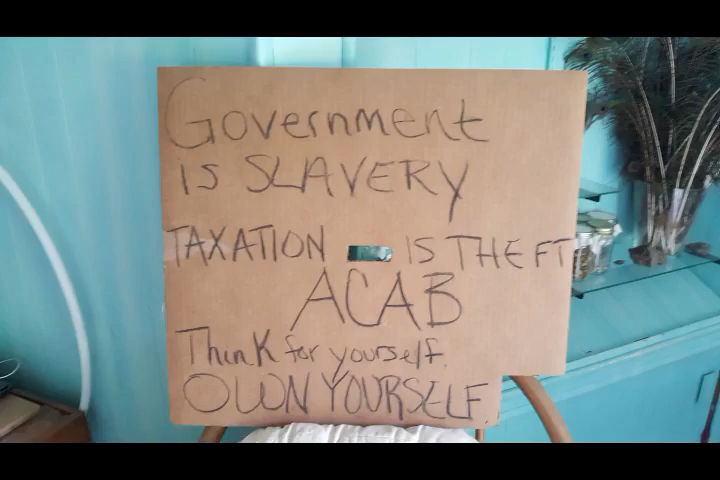 Government
is SLAVERY
TAXATION IS THEFT
ACAB
Think for yourself.
OWN YOURSELF